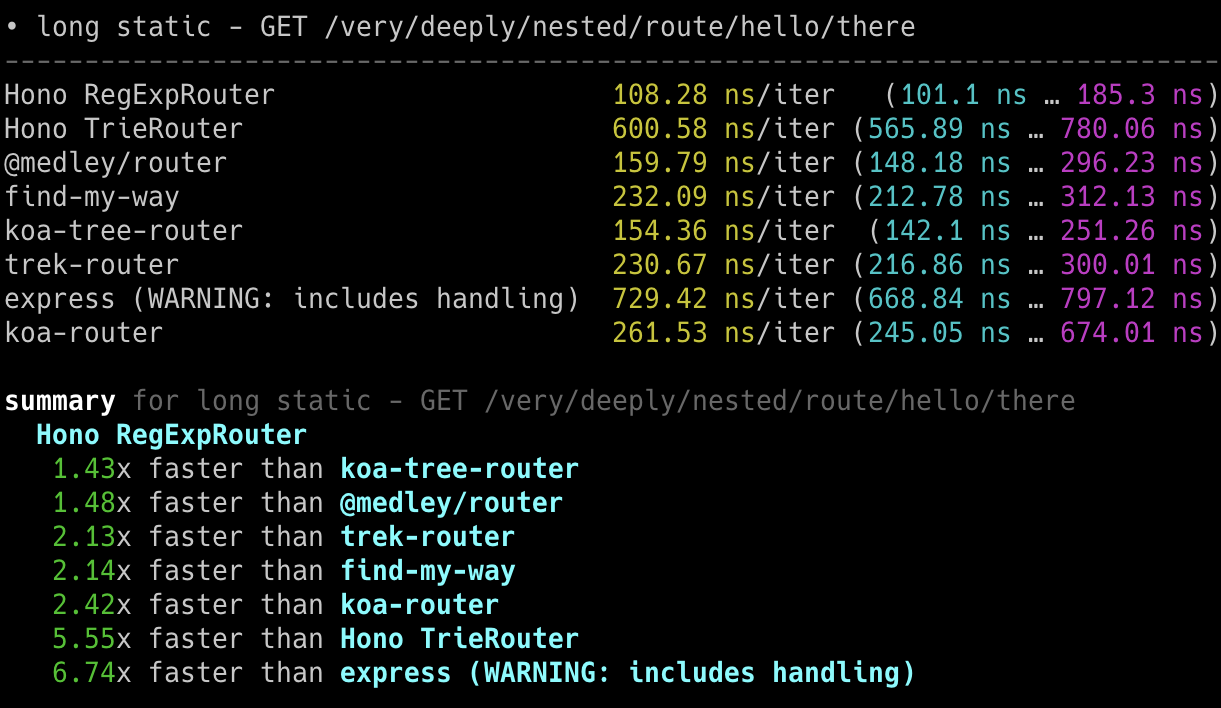 • long static - GET /very/deeply/nested/route/hello/there
-----------------------------------------------------------------------------
Hono RegExpRouter 108.28 ns/iter (101.1 ns … 185.3 ns)
Hono TrieRouter 600.58 ns/iter (565.89 ns … 780.06 ns)
@medley/router 159.79 ns/iter (148.18 ns … 296.23 ns)
find-my-way 232.09 ns/iter (212.78 ns … 312.13 ns)
koa-tree-router 154.36 ns/iter (142.1 ns … 251.26 ns)
trek-router 230.67 ns/iter (216.86 ns … 300.01 ns)
express (WARNING: includes handling) 729.42 ns/iter (668.84 ns … 797.12 ns)
koa-router 261.53 ns/iter (245.05 ns … 674.01 ns)
summary for long static - GET /very/deeply/nested/route/hello/there
Hono RegExpRouter
1.43x faster than koa-tree-router
1.48x faster than @medley/router
2.13x faster than trek-router
2.14x faster than find-my-way
2.42x faster than koa-router
5.55x faster than Hono TrieRouter
6.74x faster than express (WARNING: includes handling)